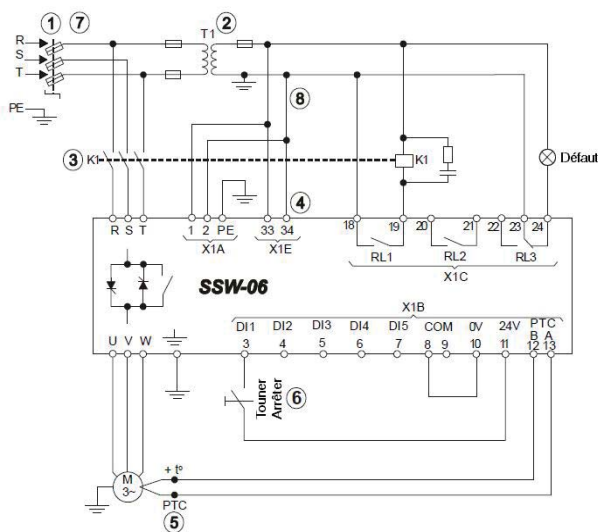 1 7 T1 2
R
S
T
PE
8
3 K1 K1 Défaut
4
R S T 1 2 PE 33 34 18 19 20 21 22 23 24
X1A X1E RL1 RL2 RL3
X1C
SSW-06
X1B
DI1 DI2 DI3 DI4 DI5 COM 0V 24V PTC
B A
U V W 3 4 5 6 7 8 9 10 11 12 13
Touner
Arrêter
6
M
3~
+ tº
PTC
5